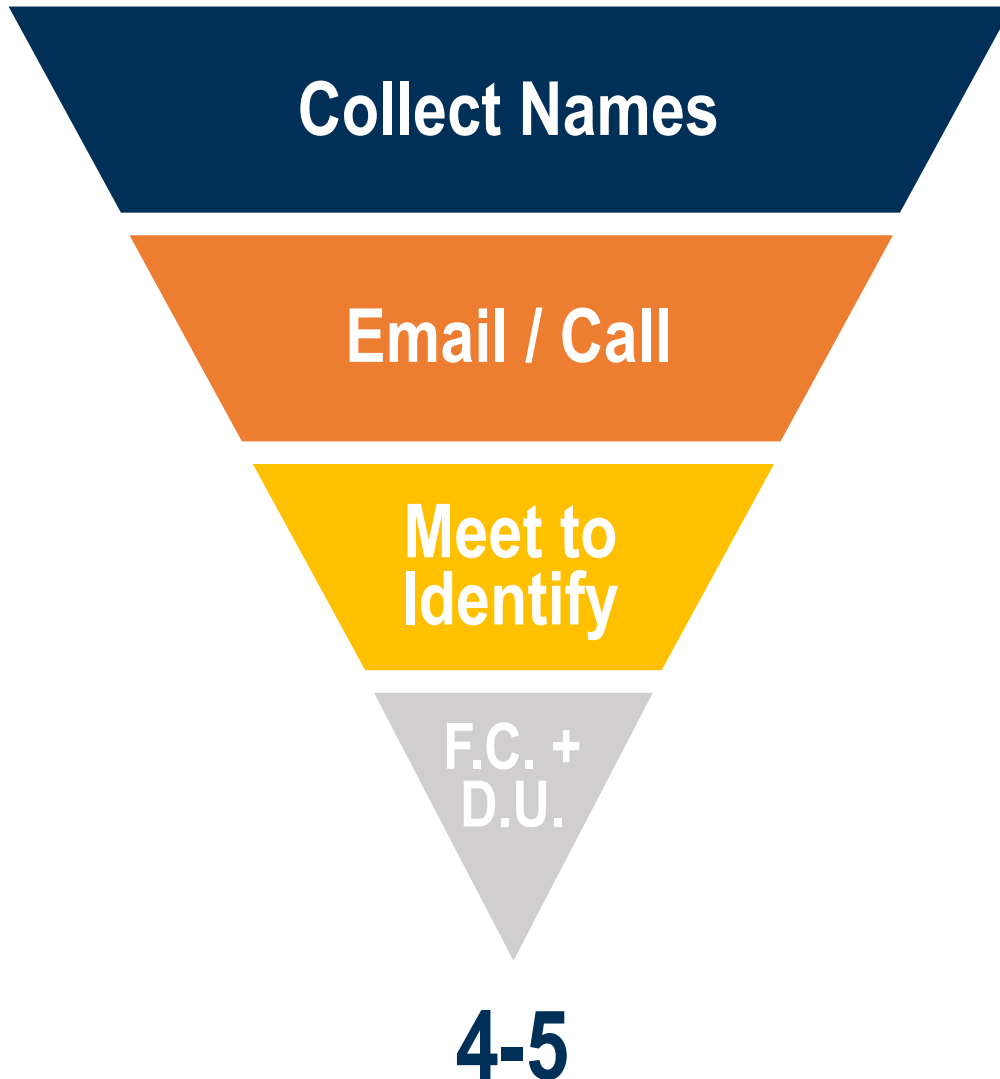 Collect Names
Email / Call
Meet to
Identify
F.C. +
D.U.
4-5